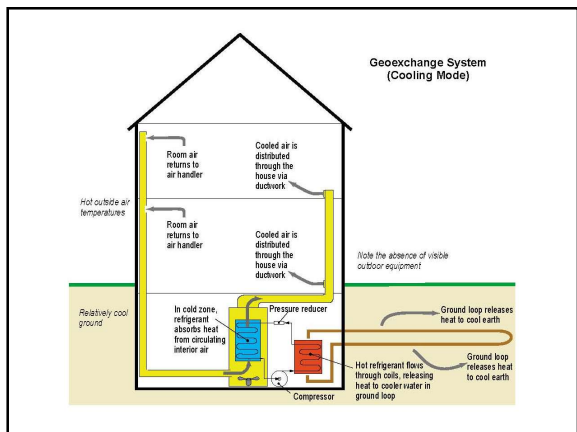 Geoexchange System
(Cooling Mode)
Room air
returns to
air handler
Cooled air is
distributed
through the
house via
ductwork
Hot outside air
temperatures
Room air
returns to
air handler
Cooled air is
distributed
through the
house via
ductwork
Note the absence of visible
outdoor equipment
Relatively cool
ground
In cold zone,
refrigerant
absorbs heat
from circulating
interior air
Pressure reducer
Ground loop releases
heat to cool earth
Ground loop
releases heat
to cool earth
Hot refrigerant flows
through coils, releasing
heat to cooler water in
ground loop
Compressor